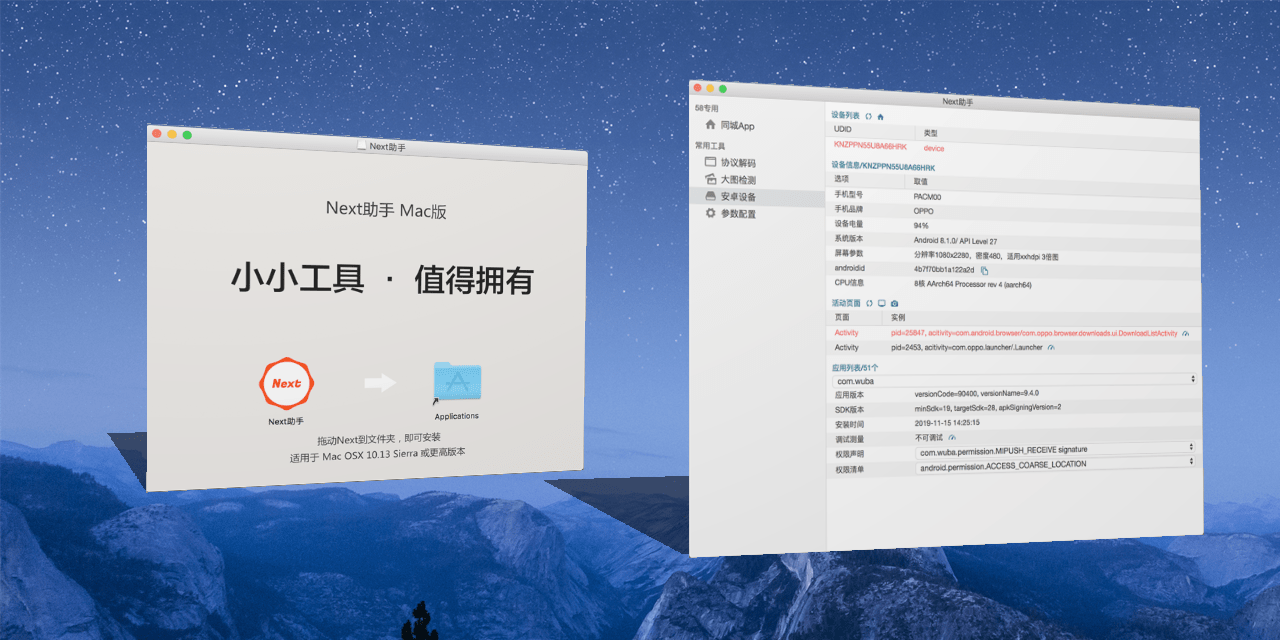 Next助手
Next助手 Mac版
小小工具 · 值得拥有
Next
Next助手
Applications
拖动Next到文件夹，即可安装
适用于 Mac OSX 10.13 Sierra 或更高版本
Next助手
58专用
同城App
常用工具
协议解码
大图检测
安卓设备
参数配置
设备列表
UDID 类型
KNZPPN55U8A66HRK device
设备信息/KNZPPN55U8A66HRK
选项 取值
手机型号 PACM00
手机品牌 OPPO
设备电量 94%
系统版本 Android 8.1.0/ API Level 27
屏幕参数 分辨率1080x2280，密度480，适用xxhdpi 3倍图
androidid 4b7f70bb1a122a2d
CPU信息 8核 AArch64 Processor rev 4 (aarch64)
活动页面
页面 实例
Activity pid=25847, acitivity=com.android.browser/com.oppo.browser.downloads.ui.DownloadListActivity
Activity pid=2453, acitivity=com.oppo.launcher/.Launcher
应用列表/51个
com.wuba
应用版本 versionCode=90400, versionName=9.4.0
SDK版本 minSdk=19, targetSdk=28, apkSigningVersion=2
安装时间 2019-11-15 14:25:15
调试测量 不可调试
权限声明 com.wuba.permission.MIPUSH_RECEIVE signature
权限清单 android.permission.ACCESS_COARSE_LOCATION